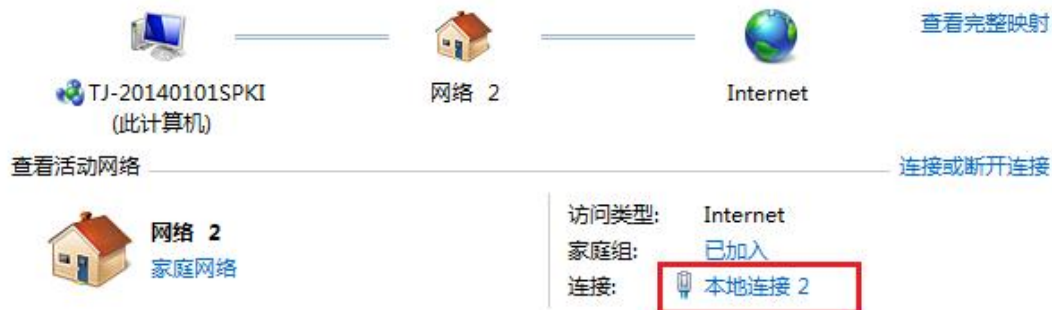 查看完整映射
TJ-20140101SPKI
(此计算机)
网络 2
Internet
查看活动网络
连接或断开连接
网络 2
家庭网络
访问类型: Internet
家庭组: 已加入
连接: 本地连接 2